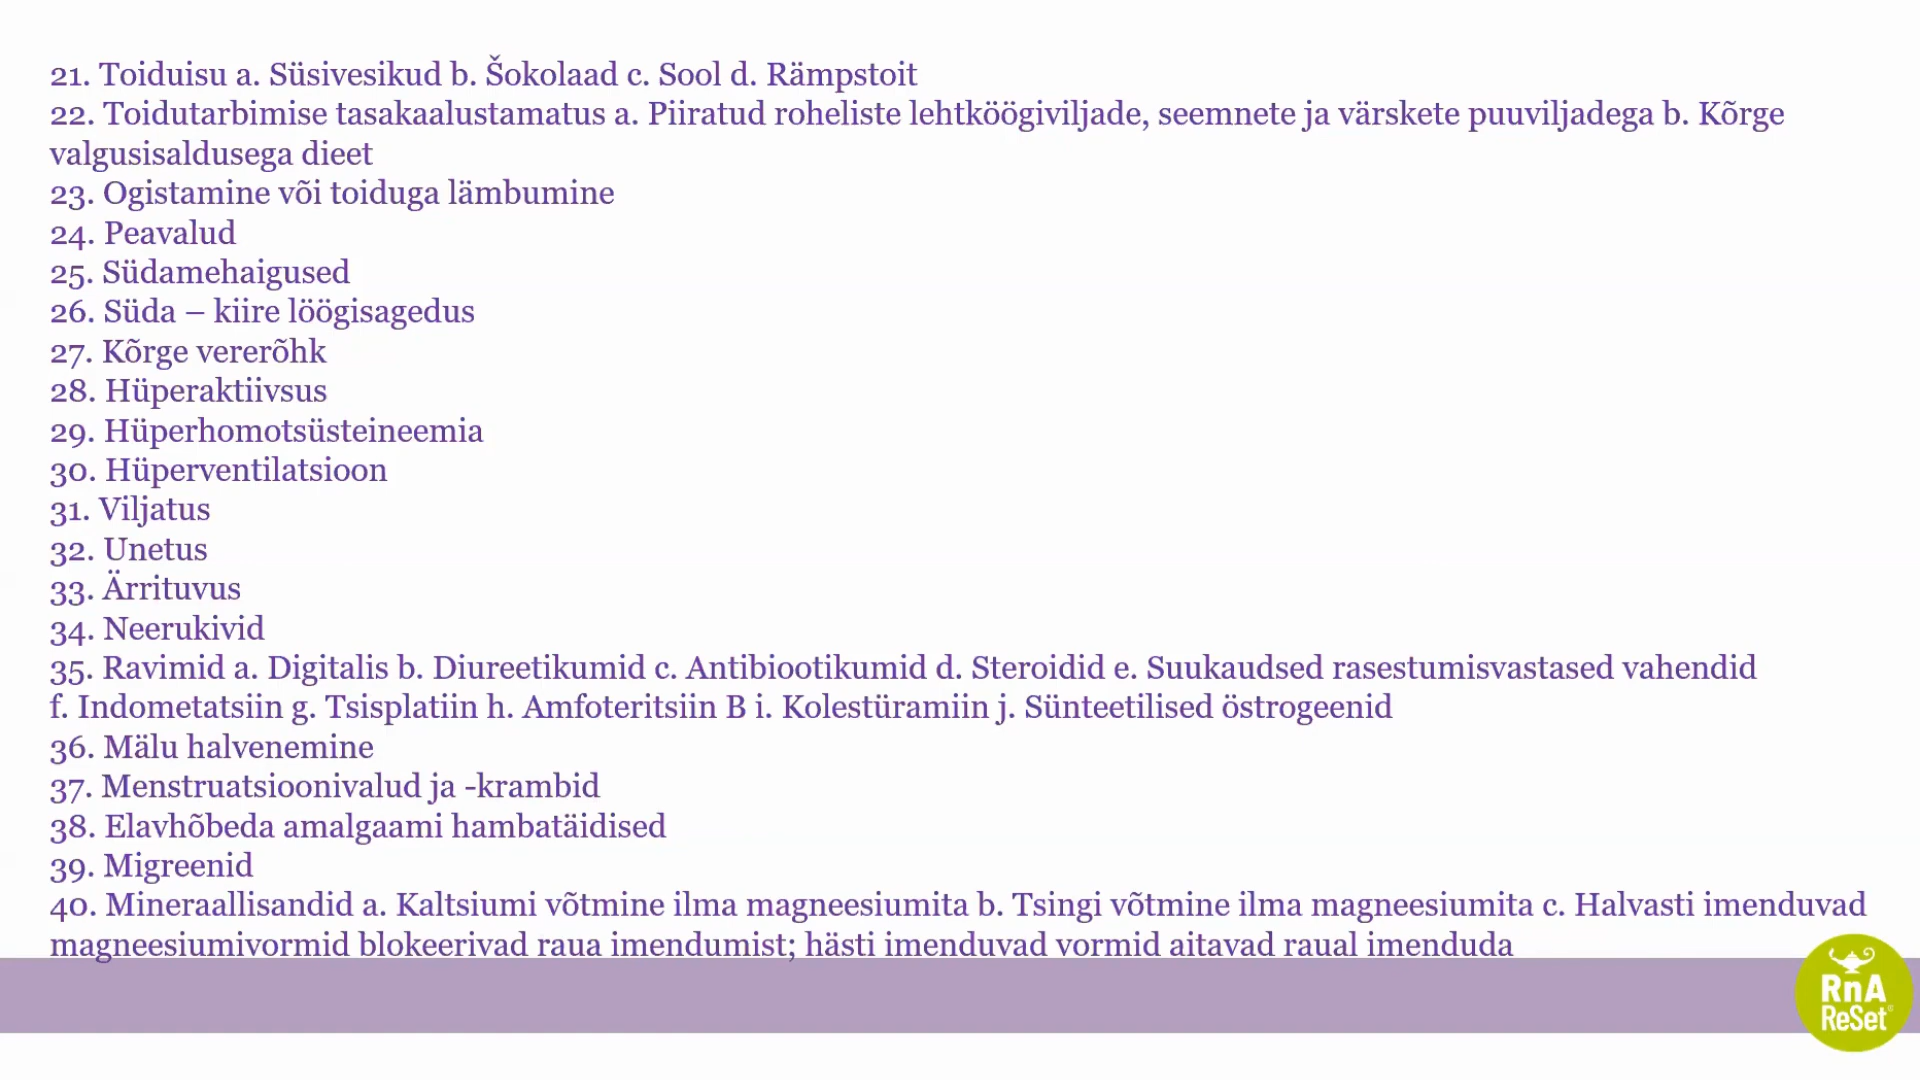 21. Toiduisu a. Süsivesikud b. Šokolaad c. Sool d. Rämpstoit
22. Toidutarbimise tasakaalustamatus a. Piiratud roheliste lehtköögiviljade, seemnete ja värskete puuviljadega b. Kõrge
valgusisaldusega dieet
23. Ogistamine või toiduga lämbumine
24. Peavalud
25. Südamehaigused
26. Süda – kiire löögisagedus
27. Kõrge vererõhk
28. Hüperaktiivsus
29. Hüperhomotsüsteineemia
30. Hüperventilatsioon
31. Viljatus
32. Unetus
33. Ärrituvus
34. Neerukivid
35. Ravimid a. Digitalis b. Diureetikumid c. Antibiootikumid d. Steroidid e. Suukaudsed rasestumisvastased vahendid
f. Indometatsiin g. Tsisplatiin h. Amfoteritsiin B i. Kolestüramiin j. Sünteetilised östrogeenid
36. Mälu halvenemine
37. Menstruatsioonivalud ja -krambid
38. Elavhõbeda amalgaami hambatäidised
39. Migreenid
40. Mineraallisandid a. Kaltsiumi võtmine ilma magneesiumita b. Tsingi võtmine ilma magneesiumita c. Halvasti imenduvad
magneesiumivormid blokeerivad raua imendumist; hästi imenduvad vormid aitavad raual imenduda
RnA
ReSet